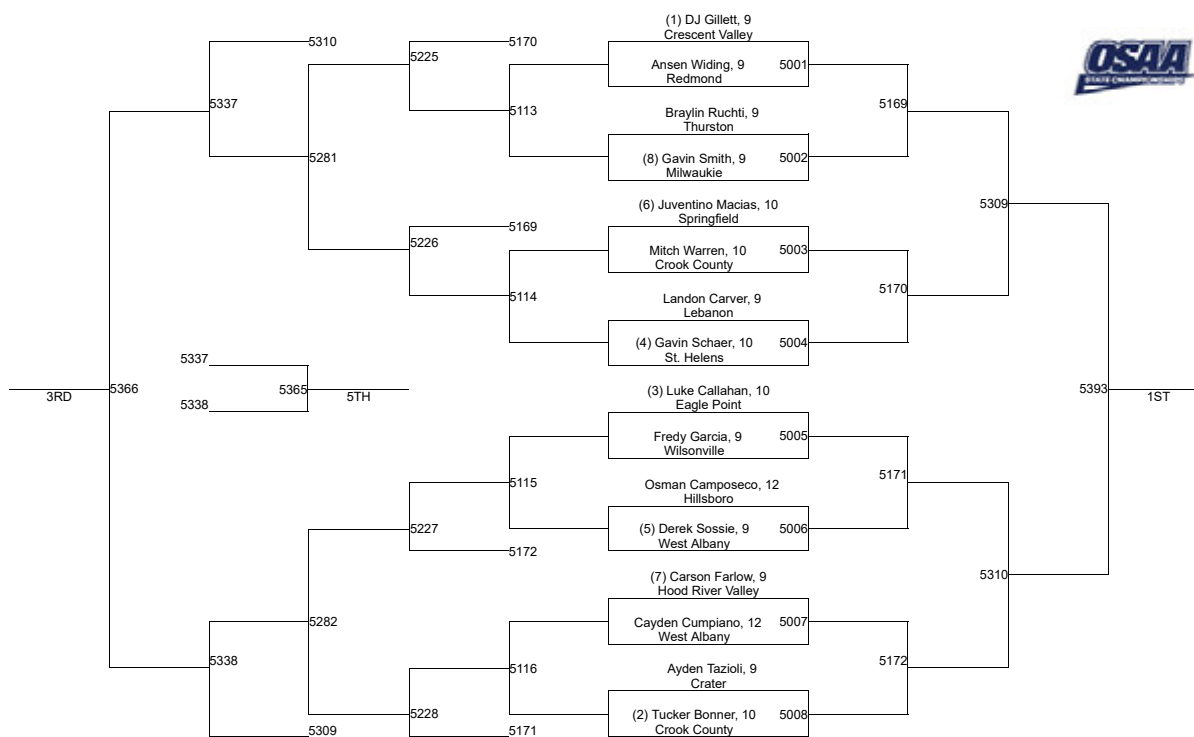 (1) DJ Gillett, 9
Crescent Valley
OSAA
STATE CHAMPIONSHIPS
5310
5170
5225
Ansen Widing, 9
5001
Redmond
5337
5113
5169
Braylin Ruchti, 9
Thurston
5281
(8) Gavin Smith, 9
5002
Milwaukie
(6) Juventino Macias, 10
5309
Springfield
5169
5226
Mitch Warren, 10
5003
Crook County
5114
5170
Landon Carver, 9
Lebanon
(4) Gavin Schaer, 10
5004
St. Helens
5337
5366
5365
5393
3RD
5TH
1ST
(3) Luke Callahan, 10
Eagle Point
5338
Fredy Garcia, 9
5005
Wilsonville
5115
5171
Osman Camposeco, 12
Hillsboro
5227
(5) Derek Sossie, 9
5006
West Albany
5172
(7) Carson Farlow, 9
5310
Hood River Valley
5282
Cayden Cumpiano, 12
5007
West Albany
5338
5116
5172
Ayden Tazioli, 9
Crater
5228
(2) Tucker Bonner, 10
5008
Crook County
5309
5171